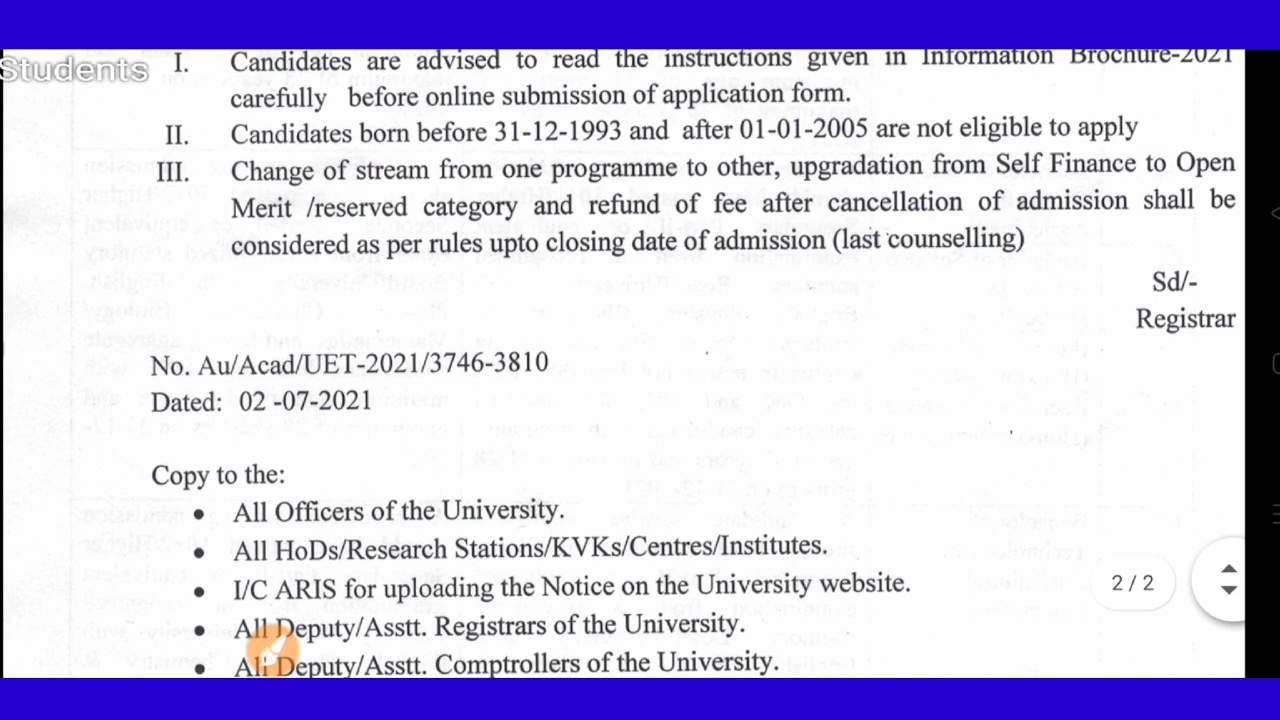 Students
I. Candidates are advised to read the instructions given in Information Brochure-2021
carefully before online submission of application form.
II. Candidates born before 31-12-1993 and after 01-01-2005 are not eligible to apply
III. Change of stream from one programme to other, upgradation from Self Finance to Open
Merit /reserved category and refund of fee after cancellation of admission shall be
considered as per rules upto closing date of admission (last counselling)
Sd/-
Registrar
No. Au/Acad/UET-2021/3746-3810
Dated: 02-07-2021
Copy to the:
• All Officers of the University.
• All HoDs/Research Stations/KVKs/Centres/Institutes.
• I/C ARIS for uploading the Notice on the University website.
• All Deputy/Asstt. Registrars of the University.
• All Deputy/Asstt. Comptrollers of the University.
2 / 2